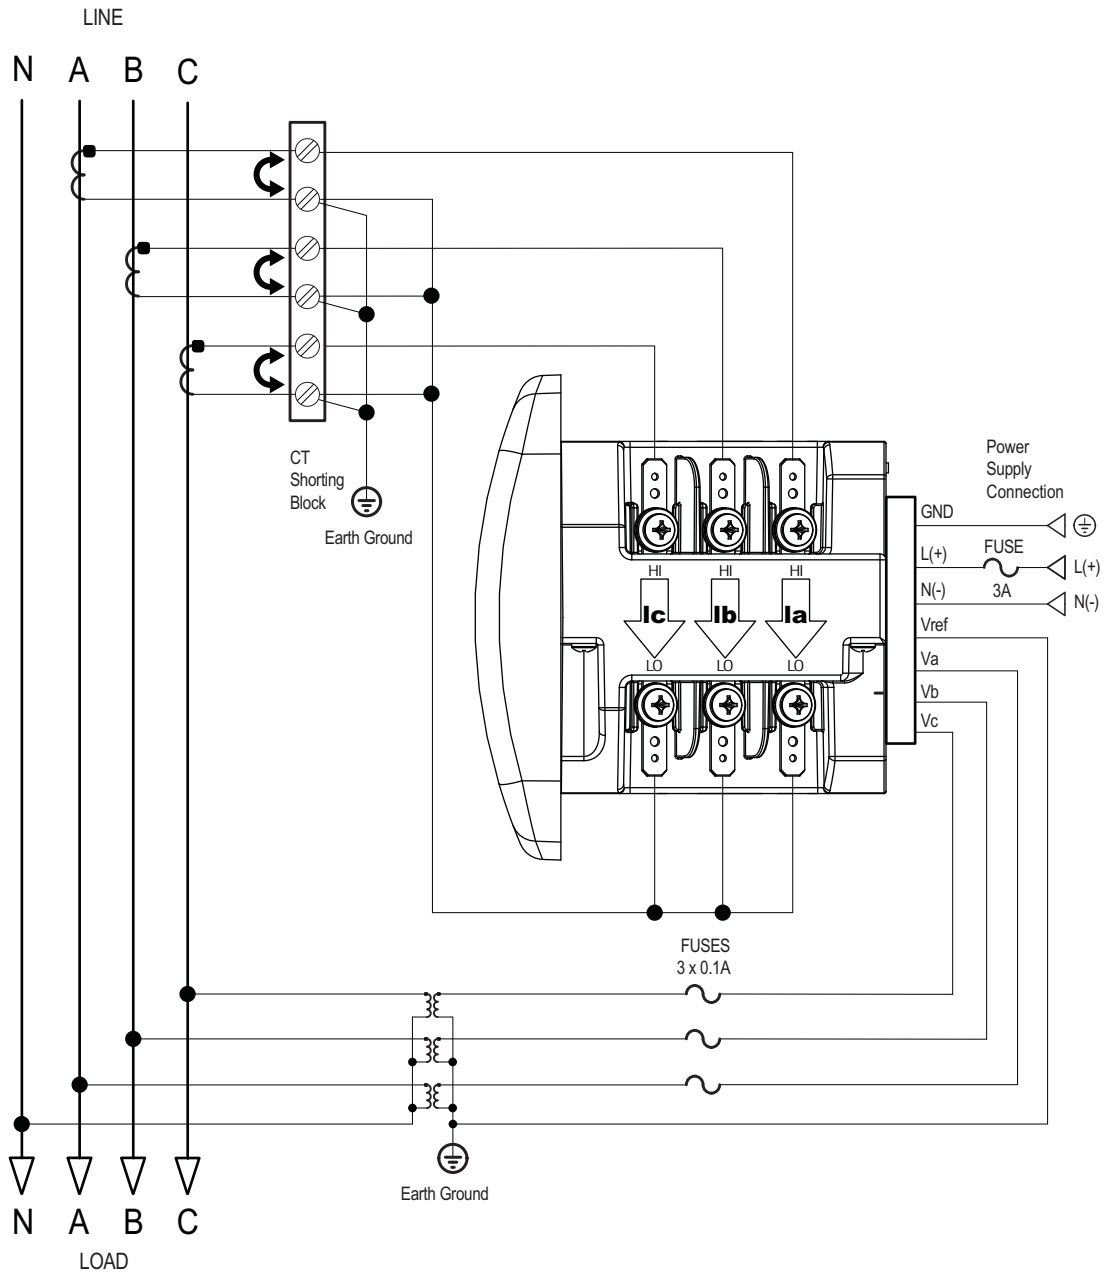 LINE
N A B C
CT
Shorting
Block
Earth Ground
Power
Supply
Connection
GND
L(+)
FUSE
L(+)
3A
N(-)
N(-)
Vref
Va
Vb
Vc
HI HI HI
Ic Ib Ia
LO LO LO
FUSES
3 x 0.1A
Earth Ground
N A B C
LOAD